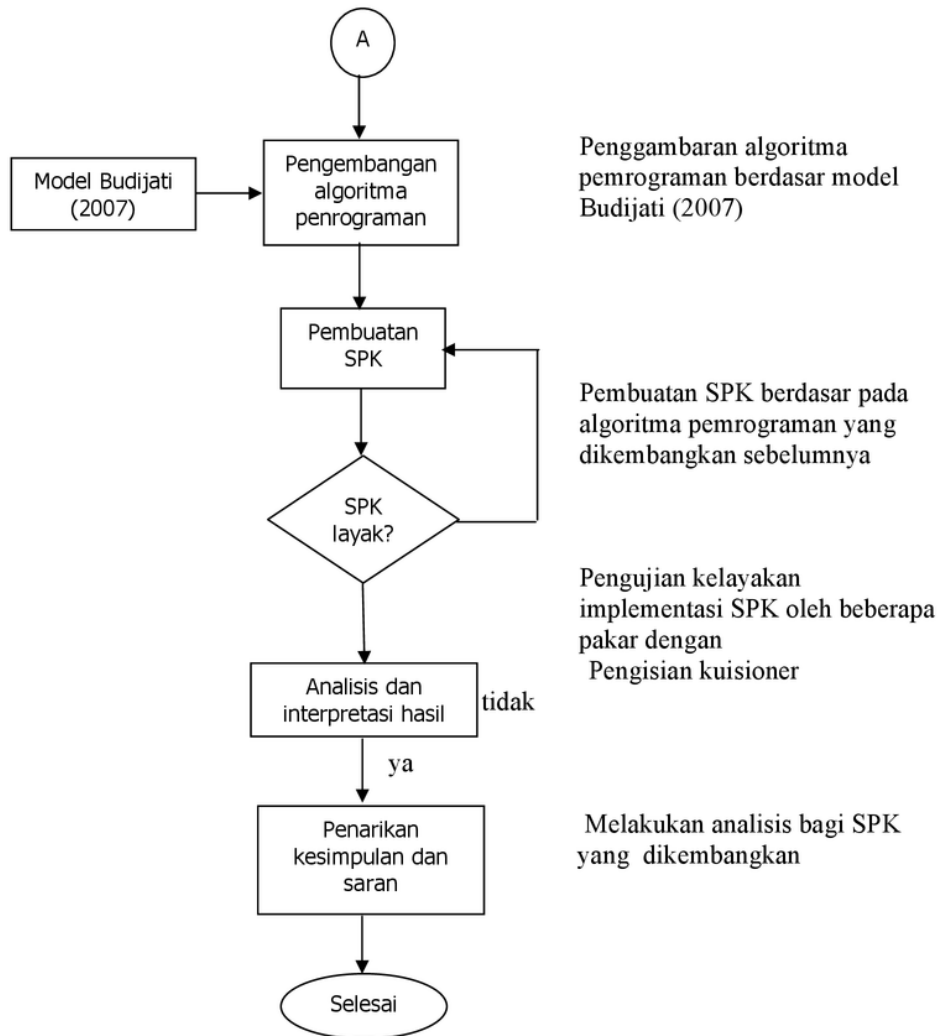 A
Model Budijati
(2007)
Pengembangan
algoritma
penrograman
Penggambaran algoritma
pemrograman berdasar model
Budijati (2007)
Pembuatan
SPK
Pembuatan SPK berdasar pada
algoritma pemrograman yang
dikembangkan sebelumnya
SPK
layak?
Pengujian kelayakan
implementasi SPK oleh beberapa
pakar dengan
Pengisian kuisioner
Analisis dan
interpretasi hasil
tidak
ya
Penarikan
kesimpulan dan
saran
Melakukan analisis bagi SPK
yang dikembangkan
Selesai